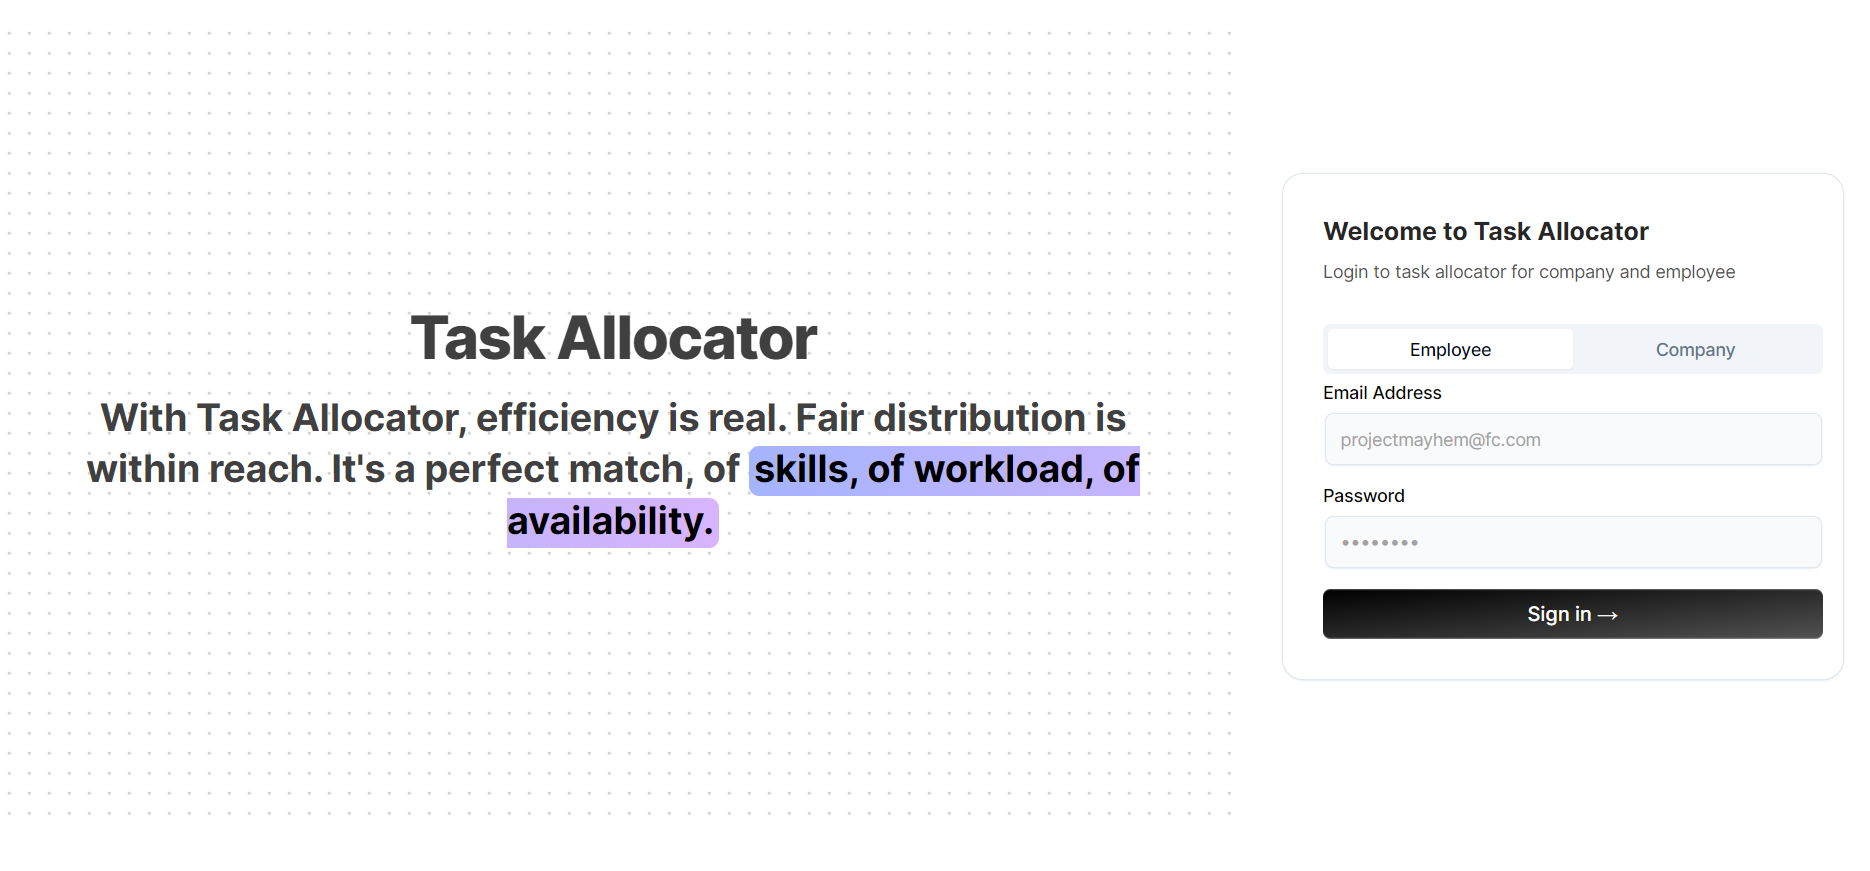 Task Allocator
With Task Allocator, efficiency is real. Fair distribution is
within reach. It's a perfect match, of skills, of workload, of
availability.
Welcome to Task Allocator
Login to task allocator for company and employee
Employee
Company
Email Address
projectmayhem@fc.com
Password
••••••••
Sign in →